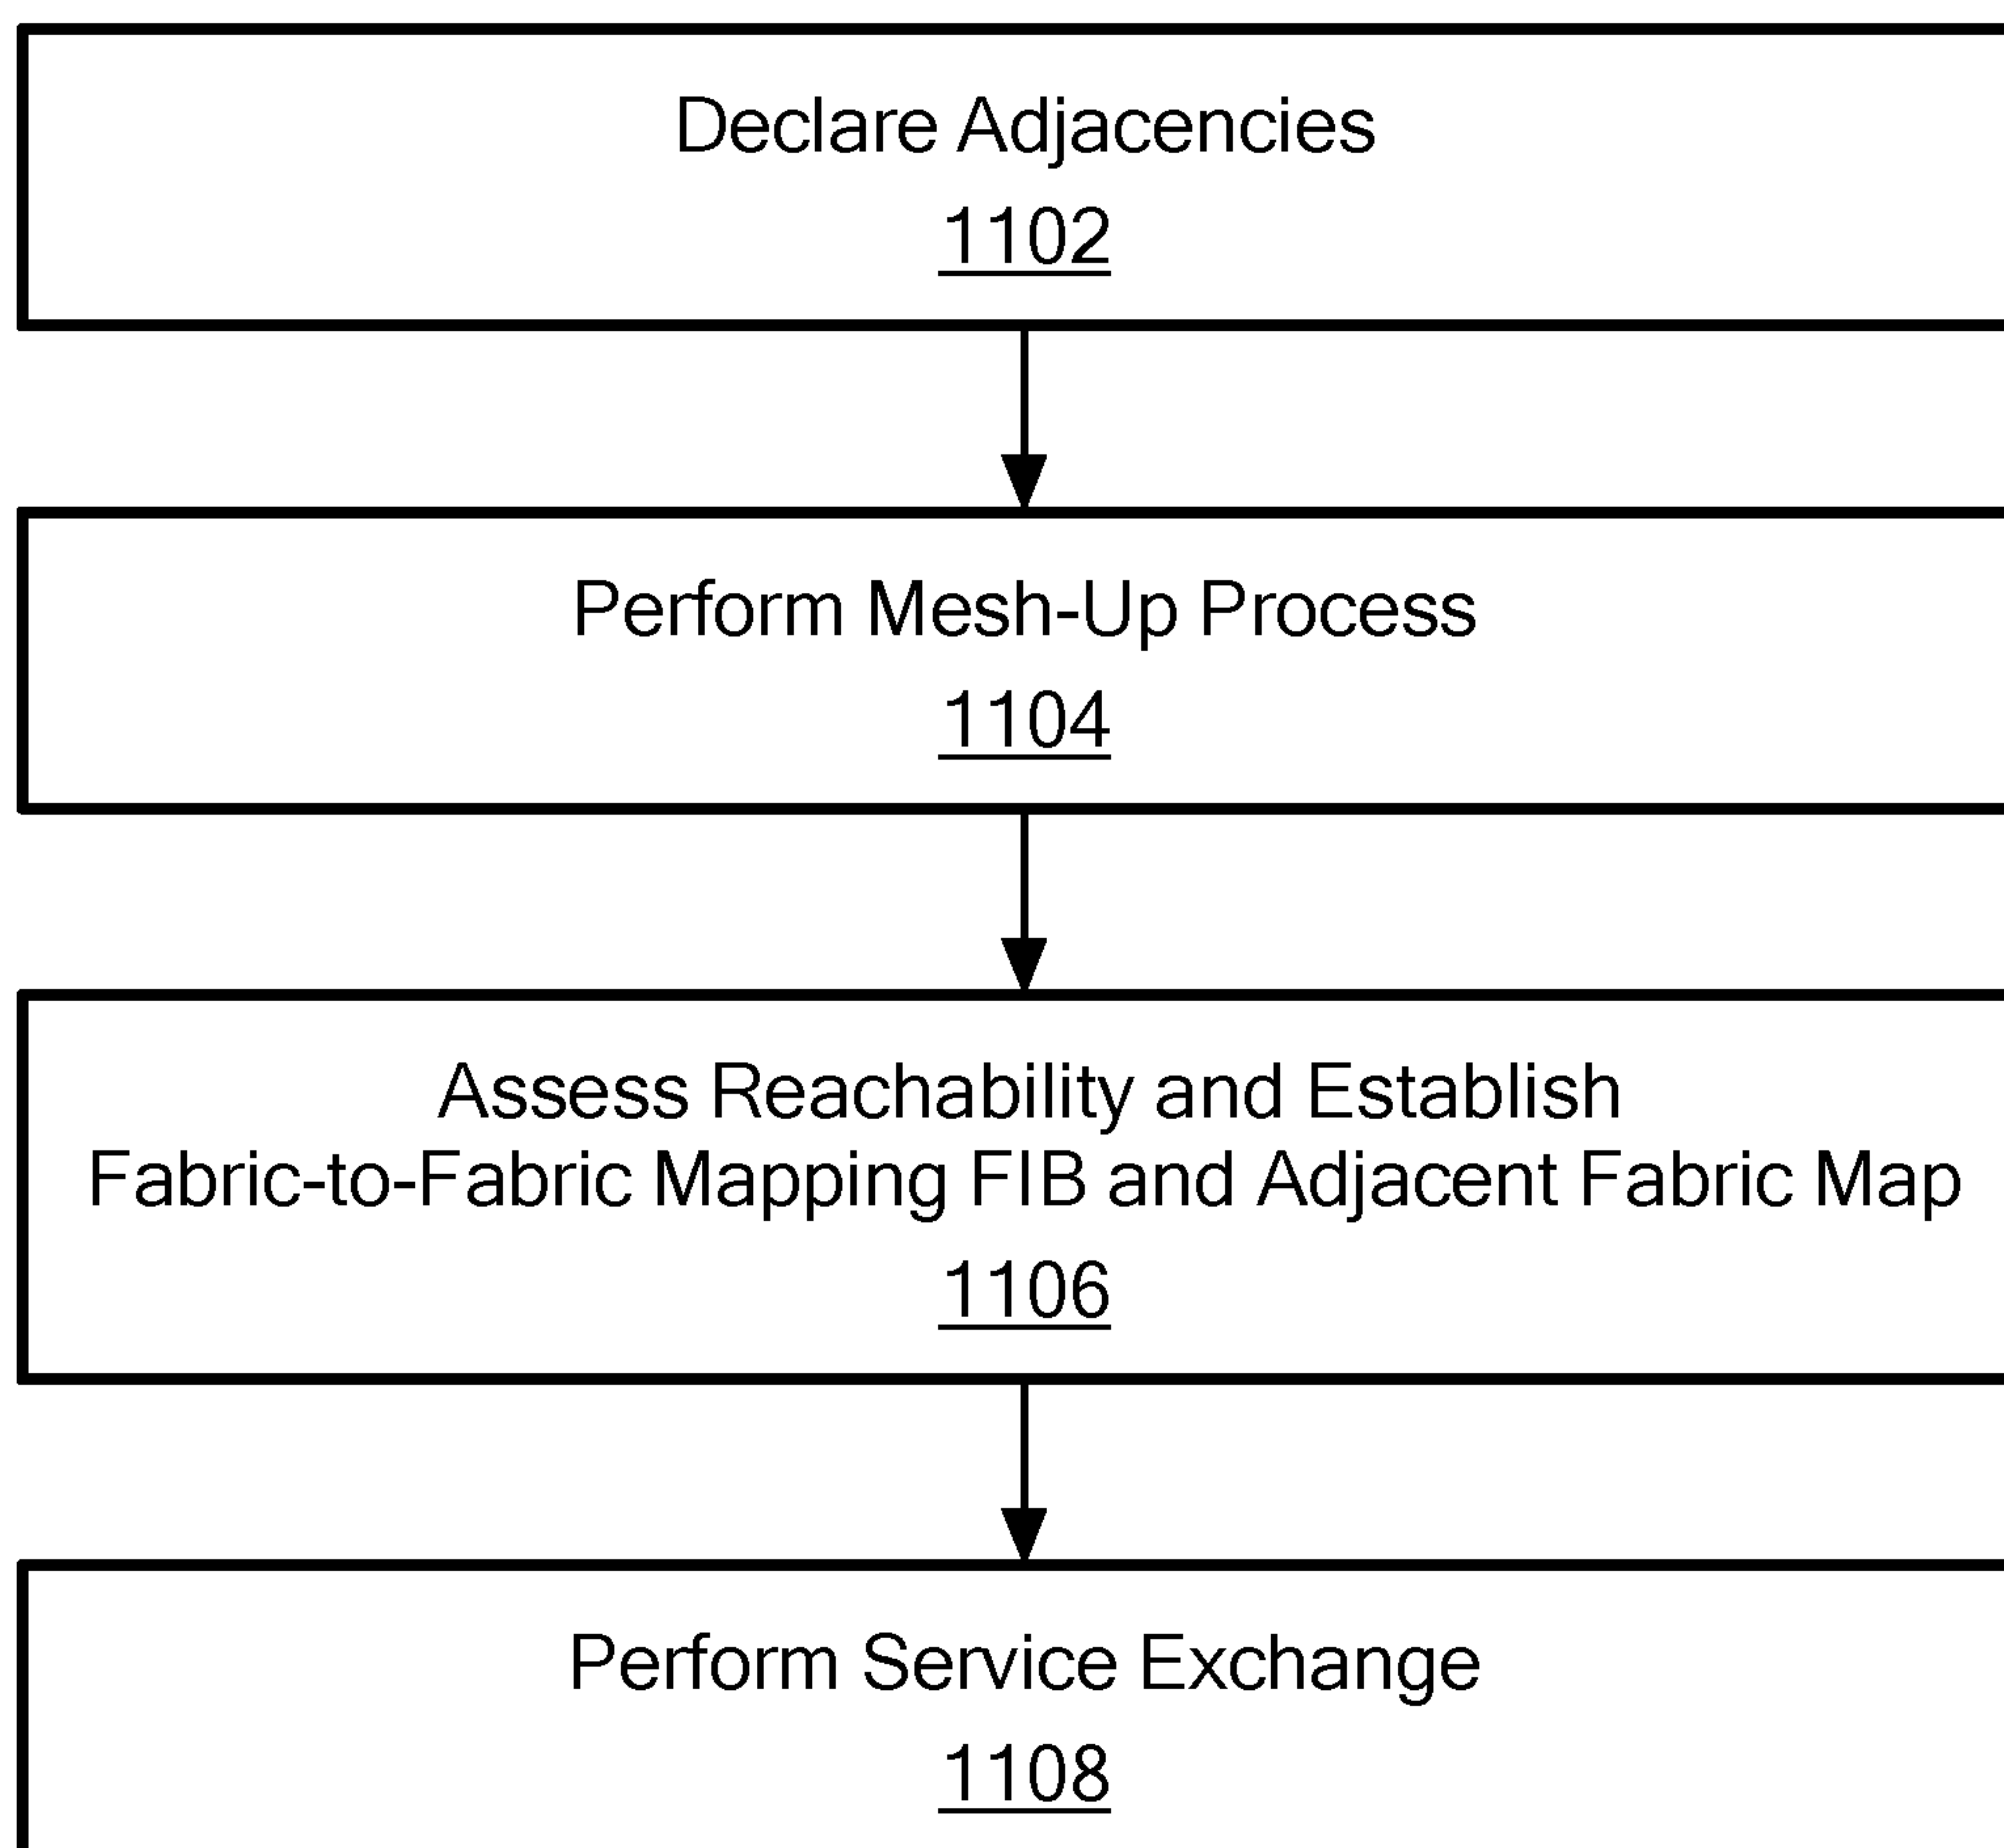 Declare Adjacencies
1102
Perform Mesh-Up Process
1104
Assess Reachability and Establish
Fabric-to-Fabric Mapping FIB and Adjacent Fabric Map
1106
Perform Service Exchange
1108